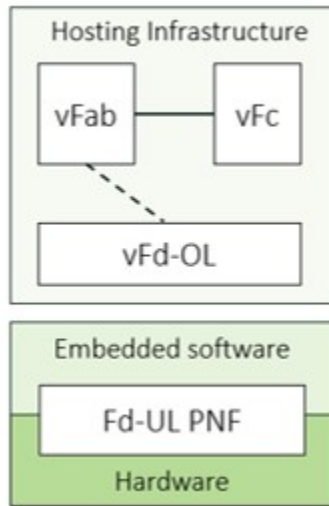 Hosting Infrastructure
vFab
vFc
vFd-OL
Embedded software
Fd-UL PNF
Hardware